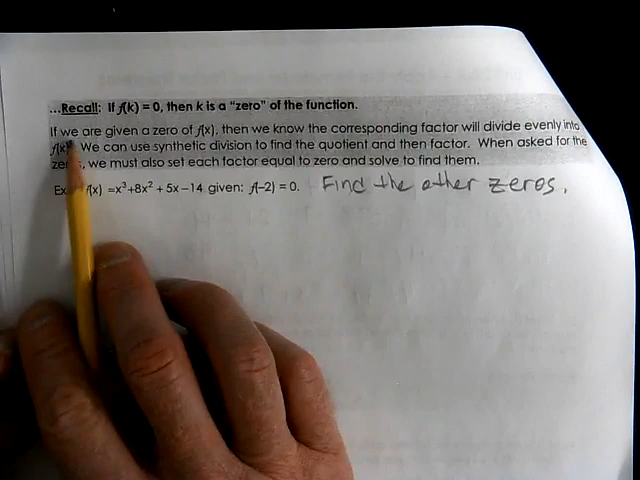 ...Recall: If f(k) = 0, then k is a “zero” of the function.
If we are given a zero of f(x), then we know the corresponding factor will divide evenly into
f(x). We can use synthetic division to find the quotient and then factor. When asked for the
we must also set each factor equal to zero and solve to find them.
f(x) =x³+8x² + 5x – 14 given: f(–2) = 0. Find the other zeros.